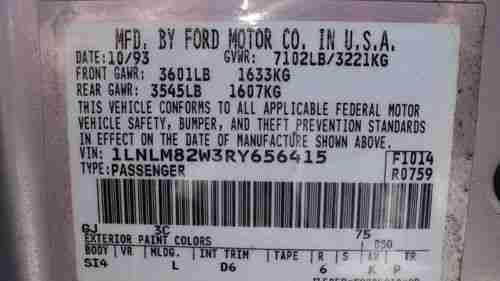 MFD. BY FORD MOTOR CO. IN U.S.A.
DATE: 10/93 GVWR: 7102LB/3221KG
FRONT GAWR: 3601LB 1633KG
REAR GAWR: 3545LB 1607KG
THIS VEHICLE CONFORMS TO ALL APPLICABLE FEDERAL MOTOR
VEHICLE SAFETY, BUMPER, AND THEFT PREVENTION STANDARDS
IN EFFECT ON THE DATE OF MANUFACTURE SHOWN ABOVE.
VIN: 1LNLM82W3RY656415 F1014
TYPE: PASSENGER R0759
GJ 3C 75
EXTERIOR PAINT COLORS DSO
BODY VR MLDG. INT TRIM TAPE R S AX TR
SI4 L D6 6 K P